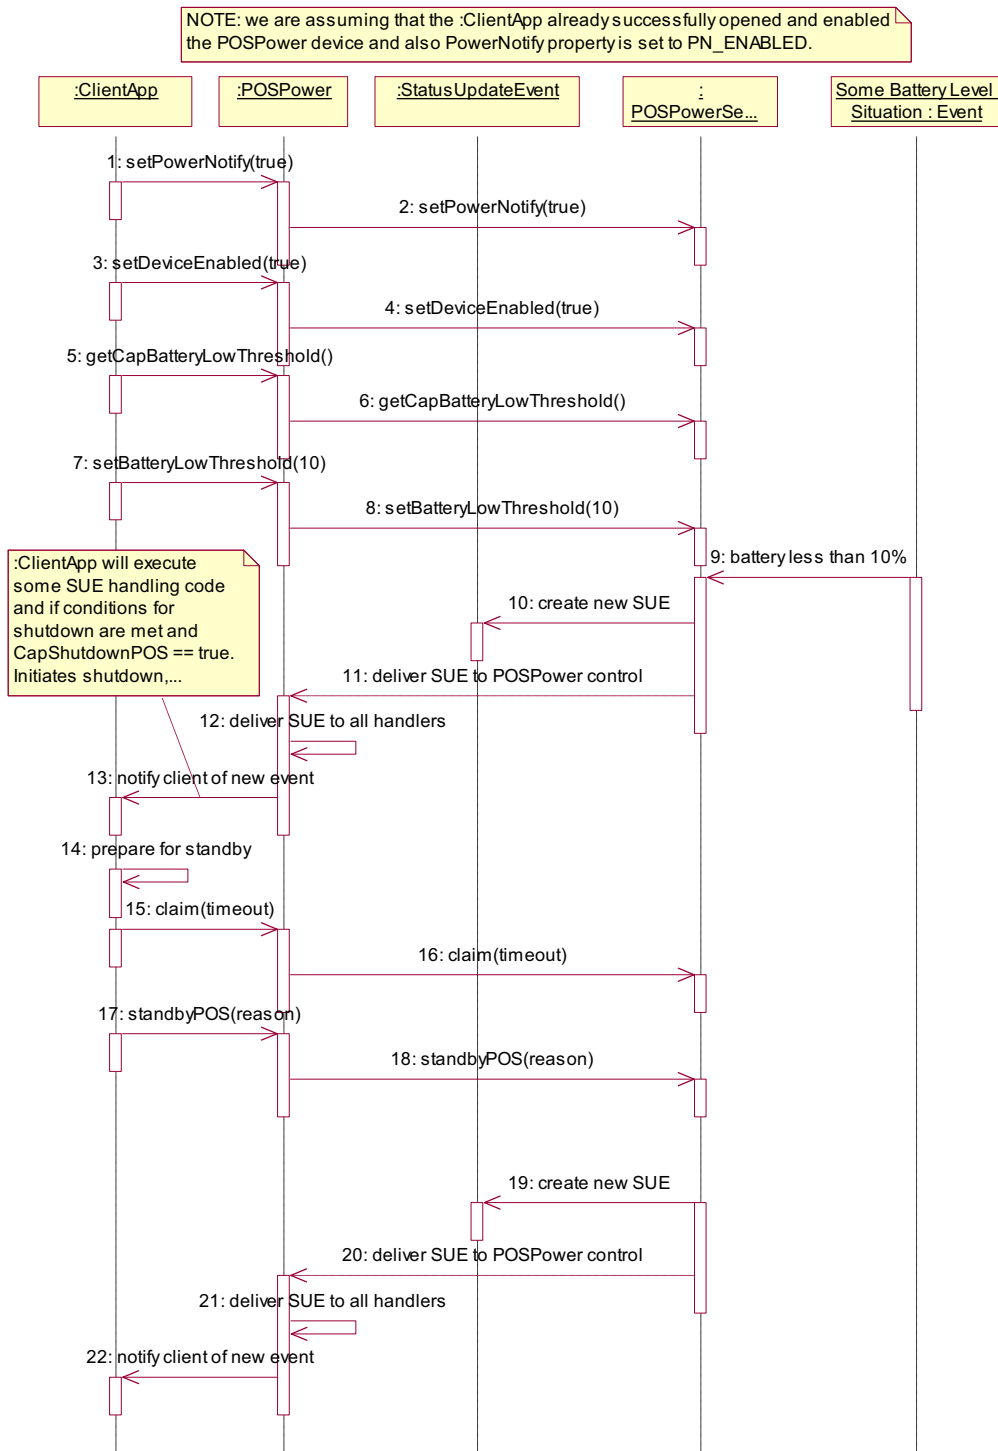 NOTE: we are assuming that the :ClientApp already successfully opened and enabled
the POSPower device and also PowerNotify property is set to PN_ENABLED.
:ClientApp
:POSPower
:StatusUpdateEvent
:
POSPowerSe...
Some Battery Level
Situation : Event
1: setPowerNotify(true)
2: setPowerNotify(true)
3: setDeviceEnabled(true)
4: setDeviceEnabled(true)
5: getCapBatteryLowThreshold()
6: getCapBatteryLowThreshold()
7: setBatteryLowThreshold(10)
8: setBatteryLowThreshold(10)
:ClientApp will execute
some SUE handling code
and if conditions for
shutdown are met and
CapShutdownPOS == true.
Initiates shutdown,...
9: battery less than 10%
10: create new SUE
11: deliver SUE to POSPower control
12: deliver SUE to all handlers
13: notify client of new event
14: prepare for standby
15: claim(timeout)
16: claim(timeout)
17: standbyPOS(reason)
18: standbyPOS(reason)
19: create new SUE
20: deliver SUE to POSPower control
21: deliver SUE to all handlers
22: notify client of new event